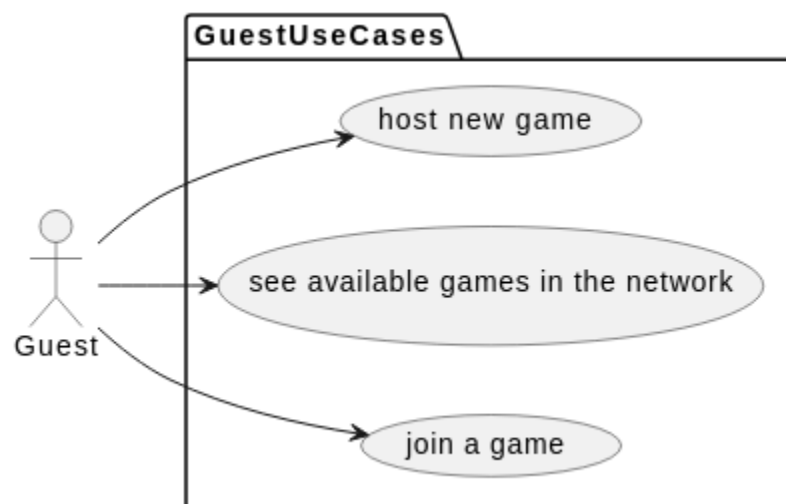 GuestUseCases
host new game
see available games in the network
Guest
join a game